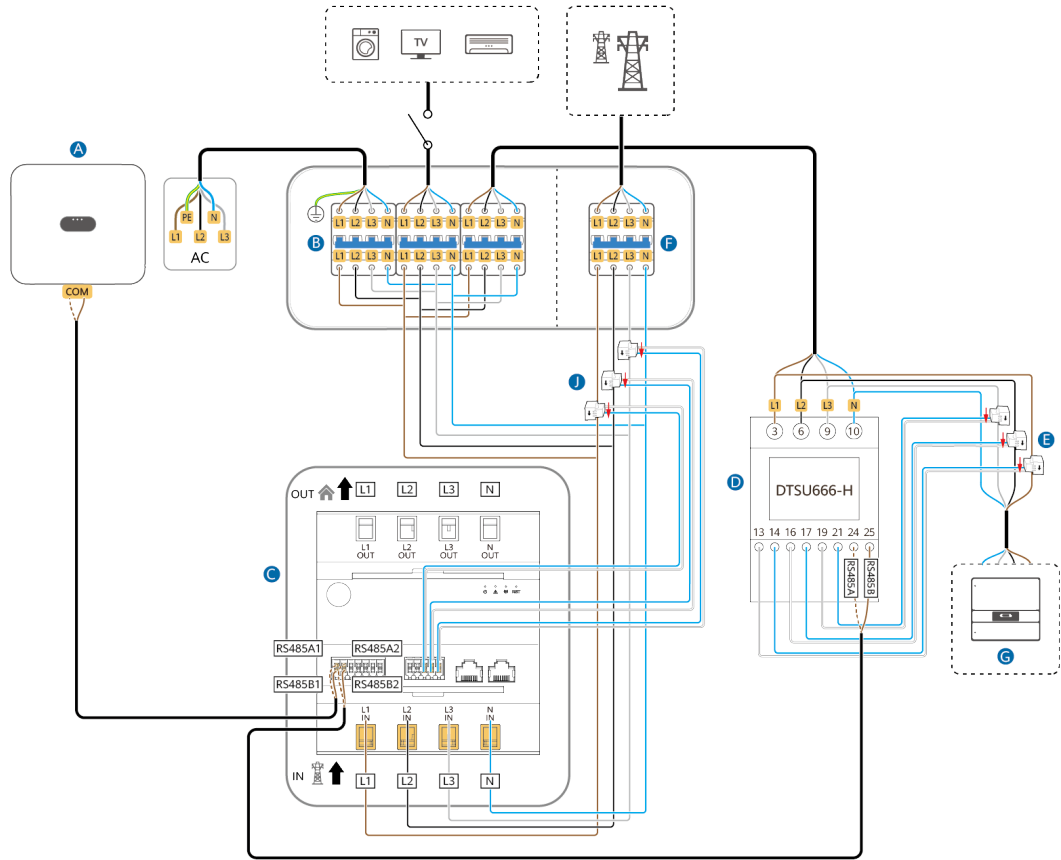 TV
A
PE N
L1 L2 L3
AC
COM
L1 L2 L3 N L1 L2 L3 N L1 L2 L3 N
B
L1 L2 L3 N L1 L2 L3 N L1 L2 L3 N
L1 L2 L3 N
F
L1 L2 L3 N
J
L1 L2 L3 N
3 6 9 10
E
D
DTSU666-H
13 14 16 17 19 21 24 25
RS485A
RS485B
G
OUT L1 L2 L3 N
L1 OUT
L2 OUT
L3 OUT
N OUT
C
RS485A1 RS485A2
RS485B1 RS485B2
L1 IN
L2 IN
L3 IN
N IN
IN L1 L2 L3 N